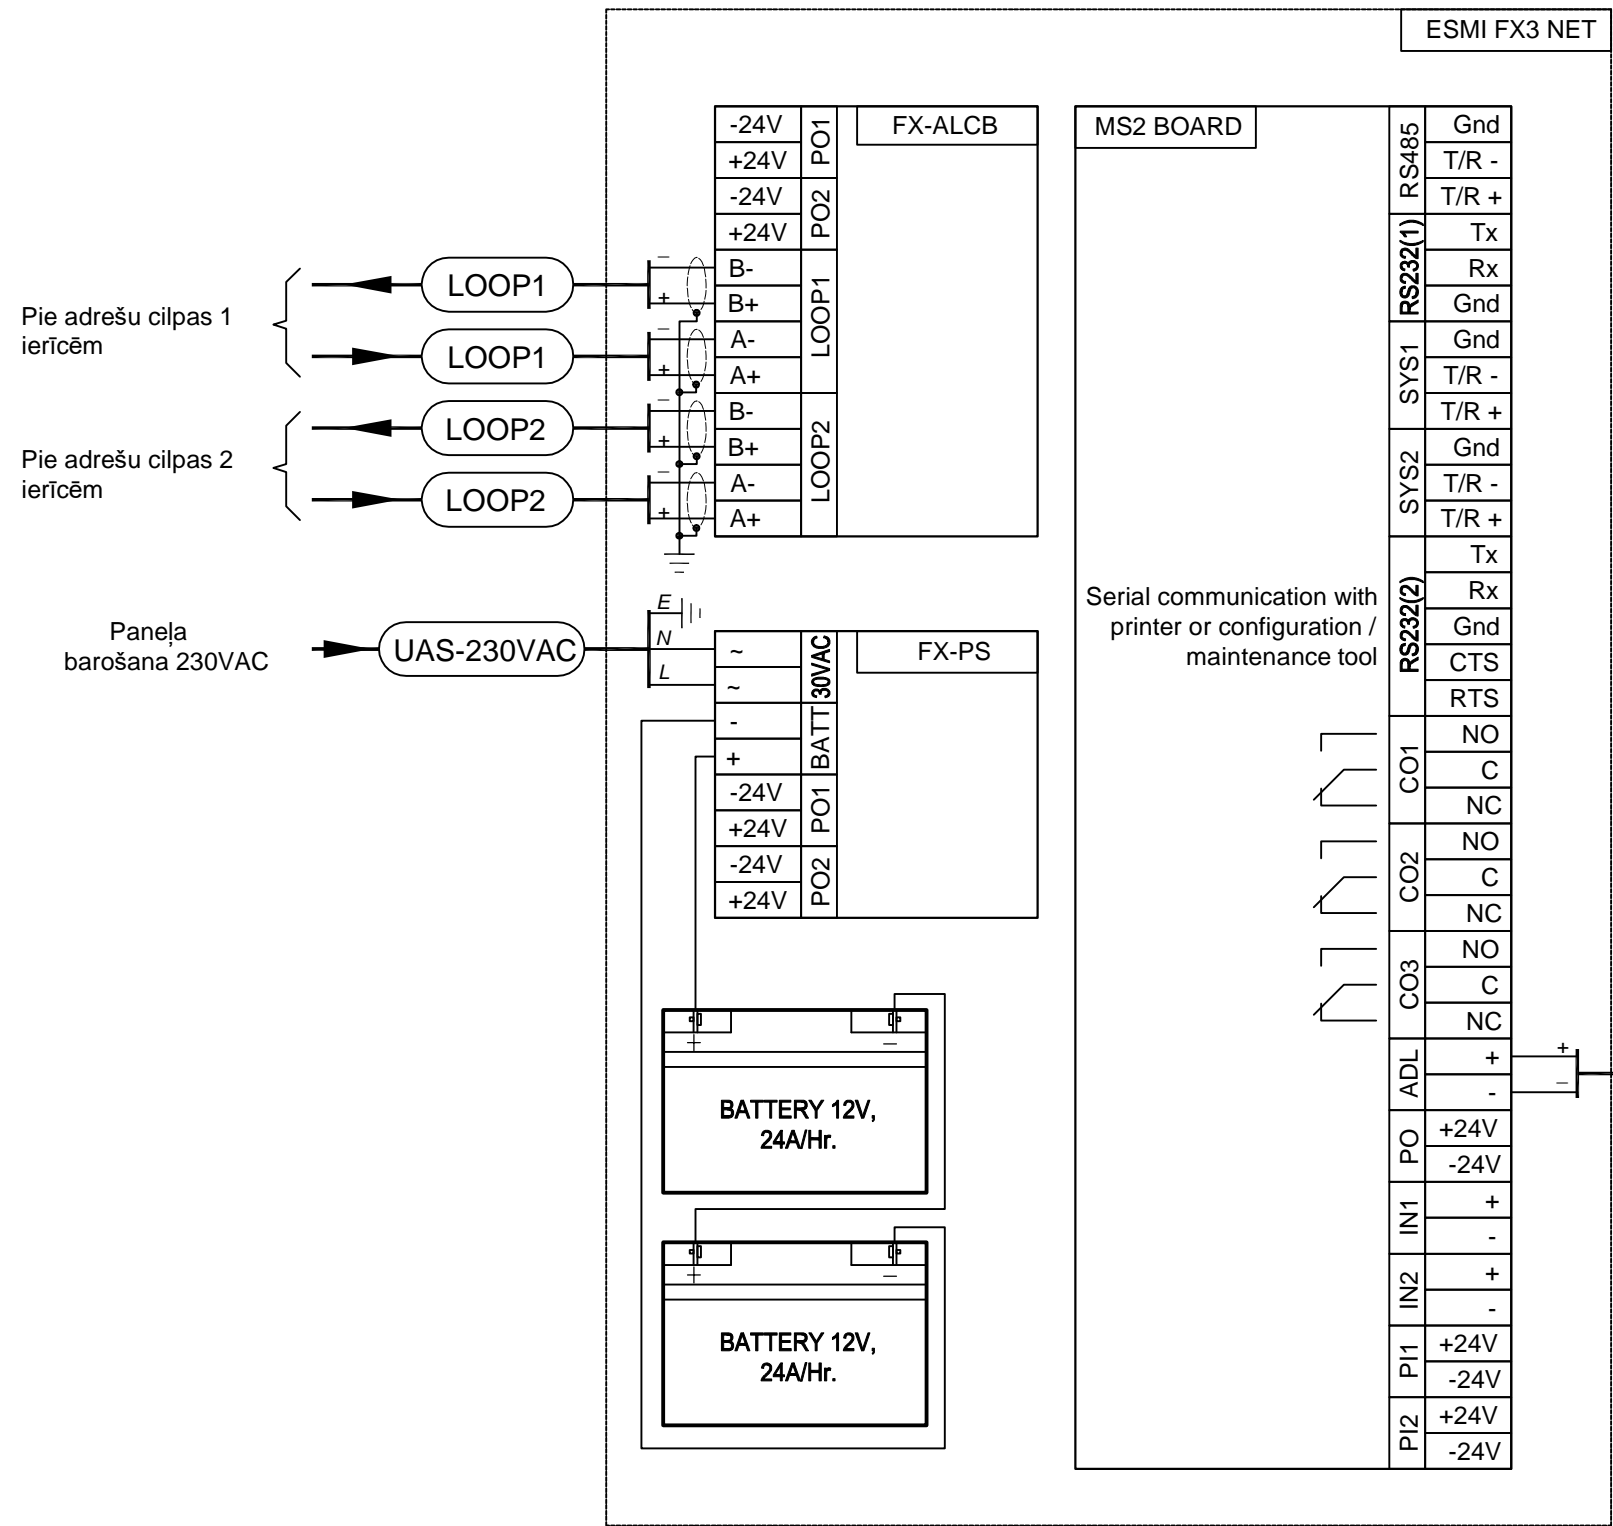 ESMI FX3 NET
FX-ALCB
-24V
+24V
PO1
-24V
+24V
PO2
B-
B+
A-
A+
LOOP1
B-
B+
A-
A+
LOOP2
Pie adrešu cilpas 1
ierīcēm
LOOP1
LOOP1
Pie adrešu cilpas 2
ierīcēm
LOOP2
LOOP2
− + − + − + − +
Paneļa
barošana 230VAC
UAS-230VAC
E
N
L
FX-PS
~
~
30VAC
-
+
BATT
-24V
+24V
PO1
-24V
+24V
PO2
+ −
BATTERY 12V,
24A/Hr.
+ −
BATTERY 12V,
24A/Hr.
MS2 BOARD
Serial communication with
printer or configuration /
maintenance tool
RS485
Gnd
T/R -
T/R +
RS232(1)
Tx
Rx
Gnd
SYS1
Gnd
T/R -
T/R +
SYS2
Gnd
T/R -
T/R +
RS232(2)
Tx
Rx
Gnd
CTS
RTS
CO1
NO
C
NC
CO2
NO
C
NC
CO3
NO
C
NC
ADL
+
-
+
−
PO
+24V
-24V
IN1
+
-
IN2
+
-
PI1
+24V
-24V
PI2
+24V
-24V